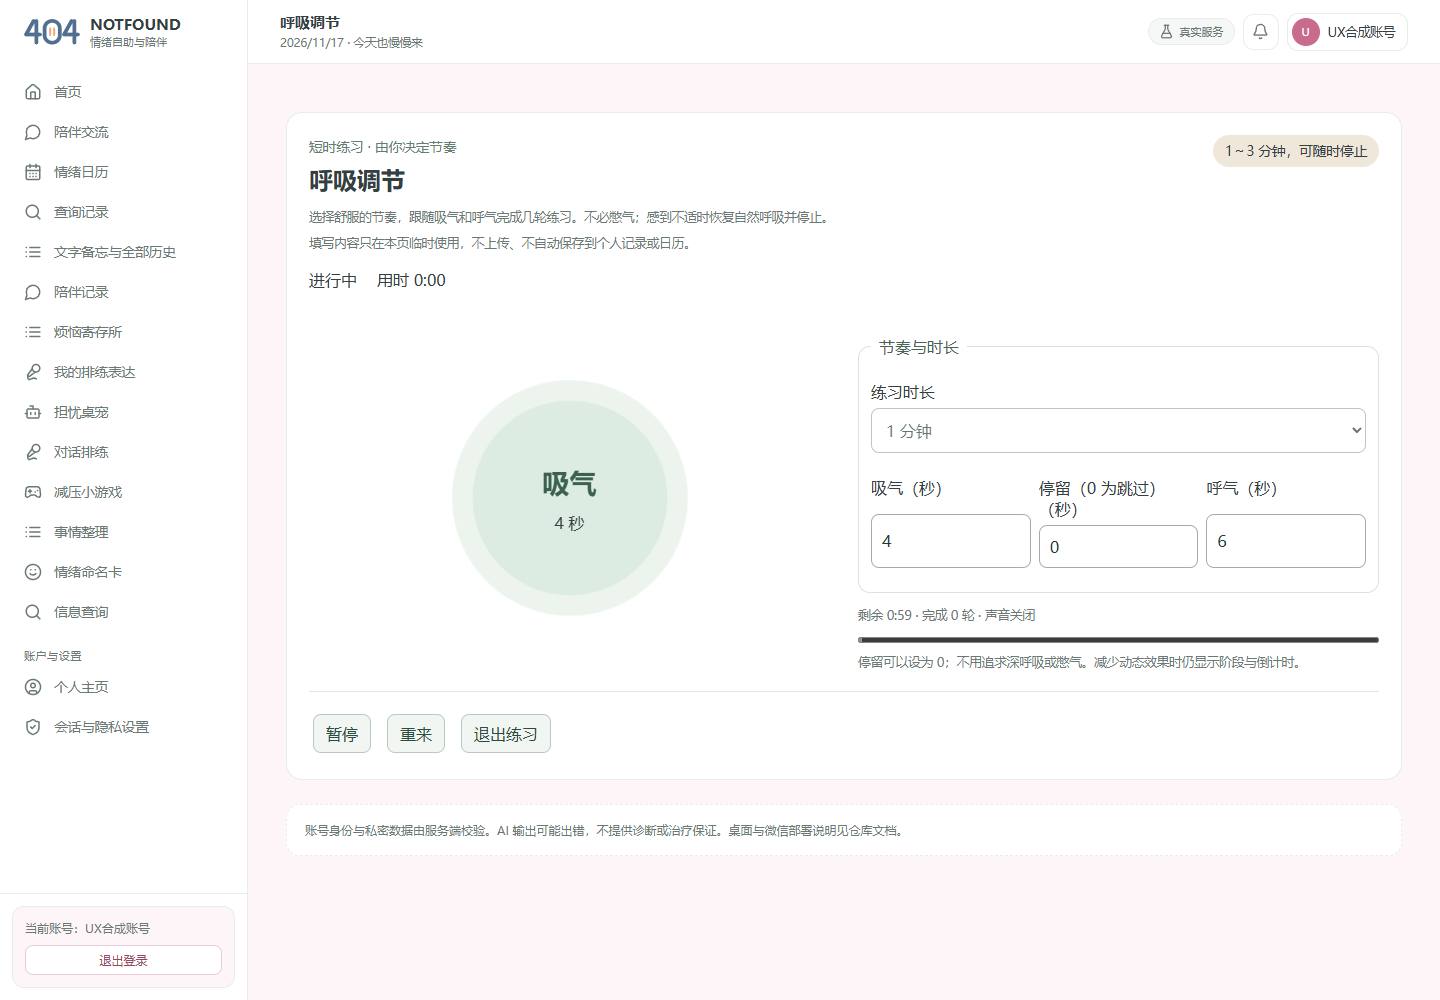 404 NOTFOUND
情绪自助与陪伴
首页
陪伴交流
情绪日历
查询记录
文字备忘与全部历史
陪伴记录
烦恼寄存所
我的排练表达
担忧桌宠
对话排练
减压小游戏
事情整理
情绪命名卡
信息查询
账户与设置
个人主页
会话与隐私设置
当前账号：UX合成账号
退出登录
呼吸调节
2026/11/17 · 今天也慢慢来
真实服务
U UX合成账号
短时练习 · 由你决定节奏
1～3 分钟，可随时停止
呼吸调节
选择舒服的节奏，跟随吸气和呼气完成几轮练习。不必憋气；感到不适时恢复自然呼吸并停止。
填写内容只在本页临时使用，不上传、不自动保存到个人记录或日历。
进行中 用时 0:00
吸气
4 秒
节奏与时长
练习时长
1 分钟
吸气（秒）
4
停留（0 为跳过）
（秒）
0
呼气（秒）
6
剩余 0:59 · 完成 0 轮 · 声音关闭
停留可以设为 0；不用追求深呼吸或憋气。减少动态效果时仍显示阶段与倒计时。
暂停
重来
退出练习
账号身份与私密数据由服务端校验。AI 输出可能出错，不提供诊断或治疗保证。桌面与微信部署说明见仓库文档。